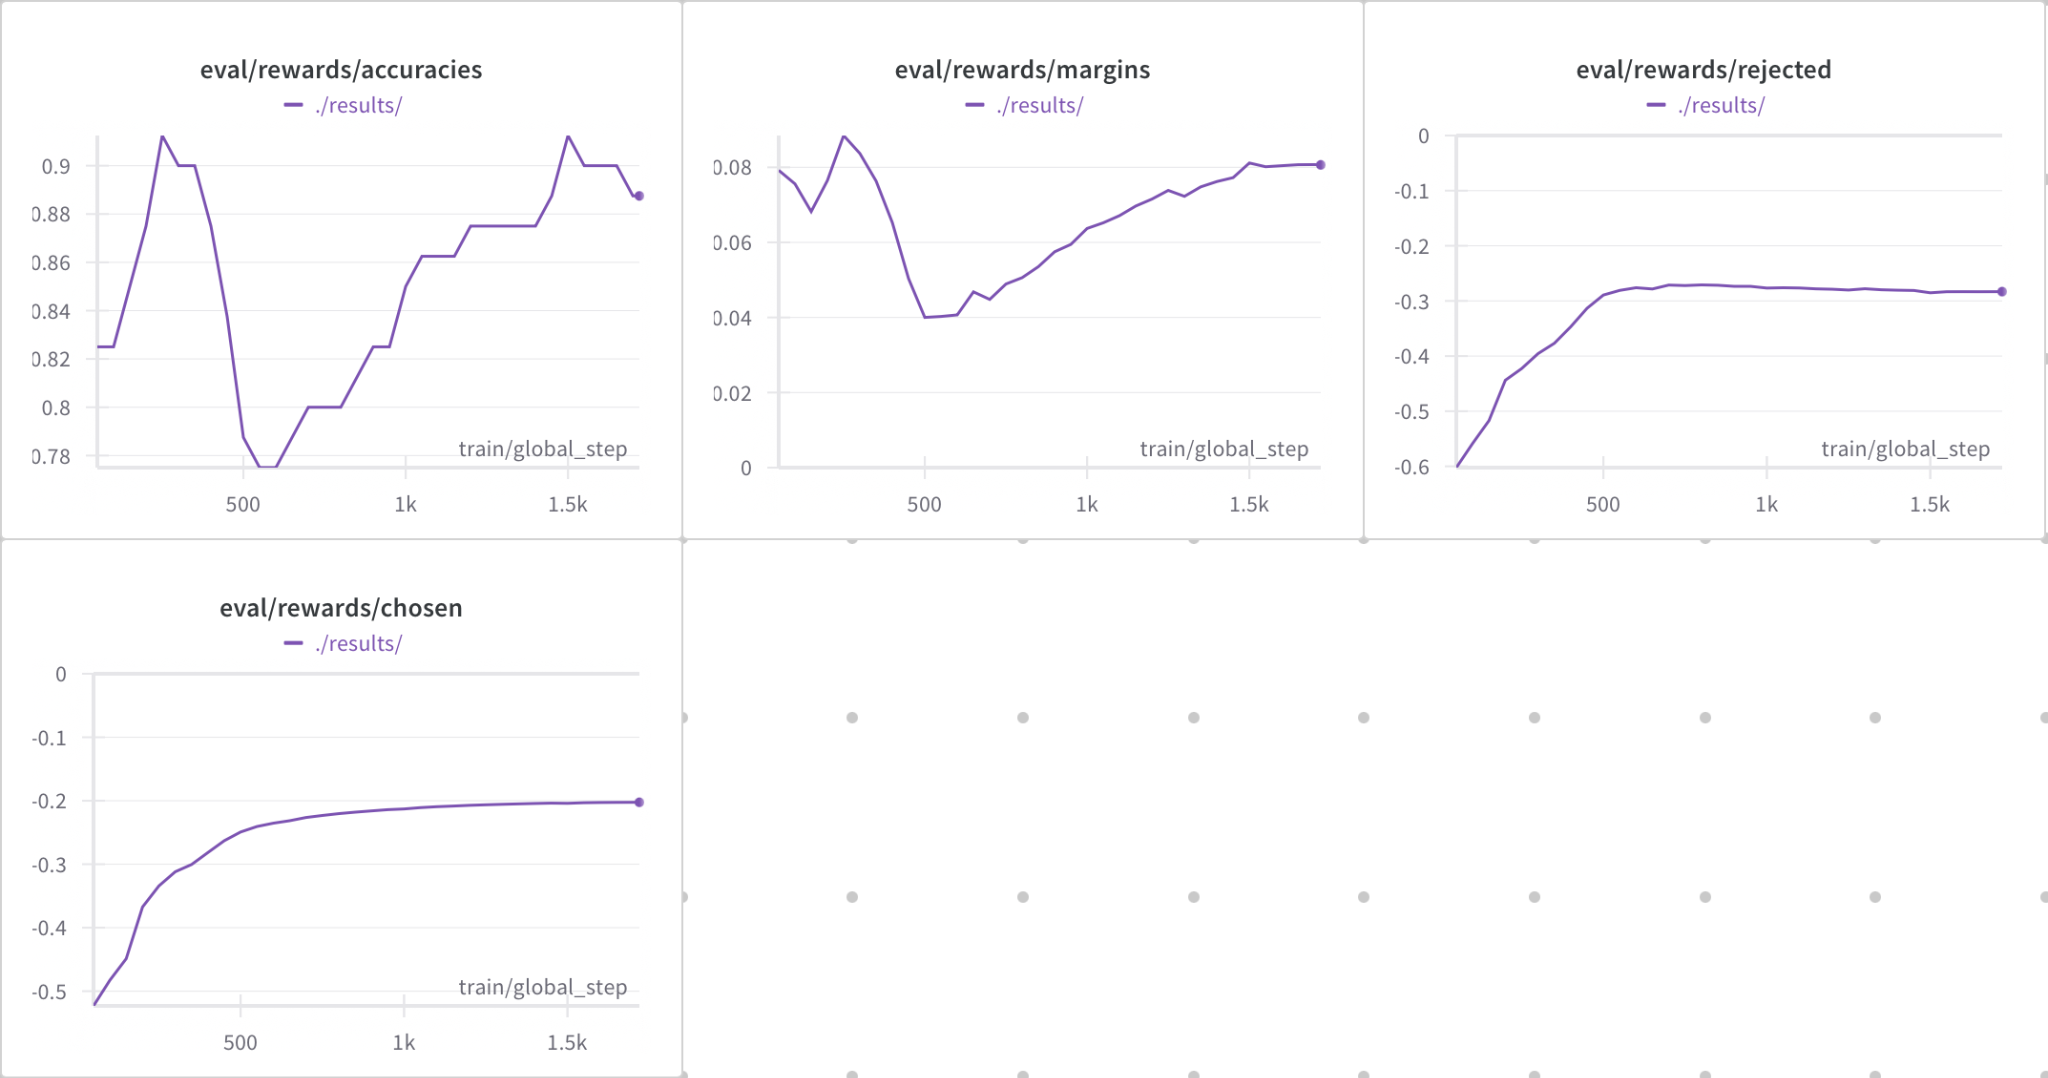 eval/rewards/accuracies
./results/
0.9
0.88
0.86
0.84
0.82
0.8
0.78
train/global_step
500
1k
1.5k
eval/rewards/margins
./results/
0.08
0.06
0.04
0.02
0
train/global_step
500
1k
1.5k
eval/rewards/rejected
./results/
0
-0.1
-0.2
-0.3
-0.4
-0.5
-0.6
train/global_step
500
1k
1.5k
eval/rewards/chosen
./results/
0
-0.1
-0.2
-0.3
-0.4
-0.5
train/global_step
500
1k
1.5k